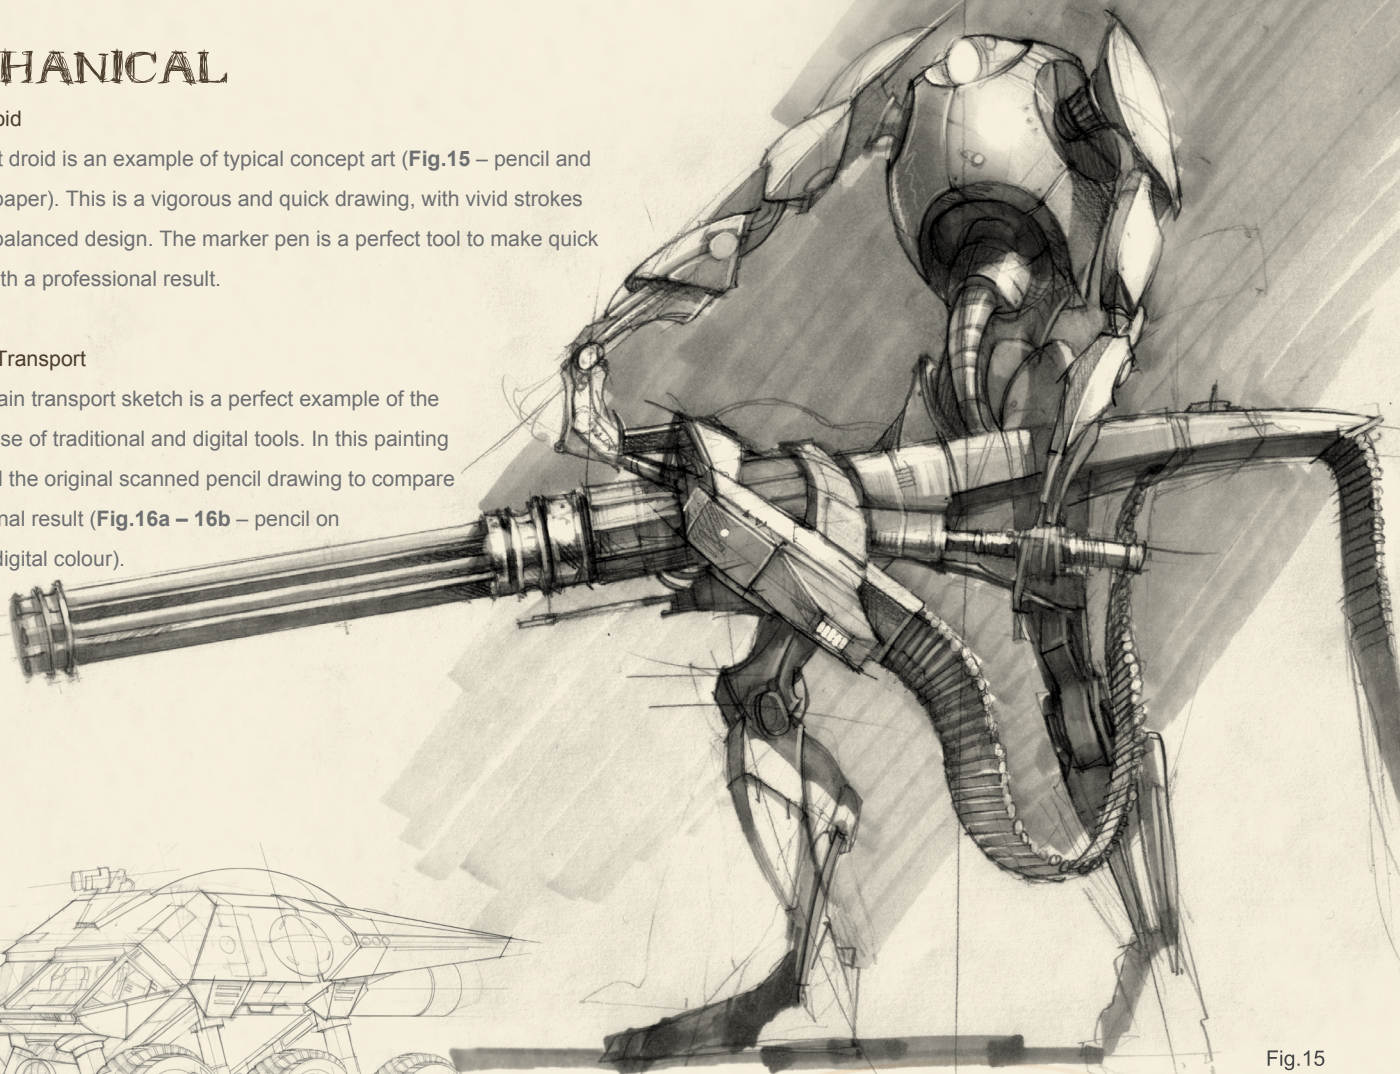 HANICAL
oid
t droid is an example of typical concept art (Fig.15 – pencil and
paper). This is a vigorous and quick drawing, with vivid strokes
balanced design. The marker pen is a perfect tool to make quick
th a professional result.
Transport
ain transport sketch is a perfect example of the
se of traditional and digital tools. In this painting
l the original scanned pencil drawing to compare
nal result (Fig.16a – 16b – pencil on
digital colour).
Fig.15